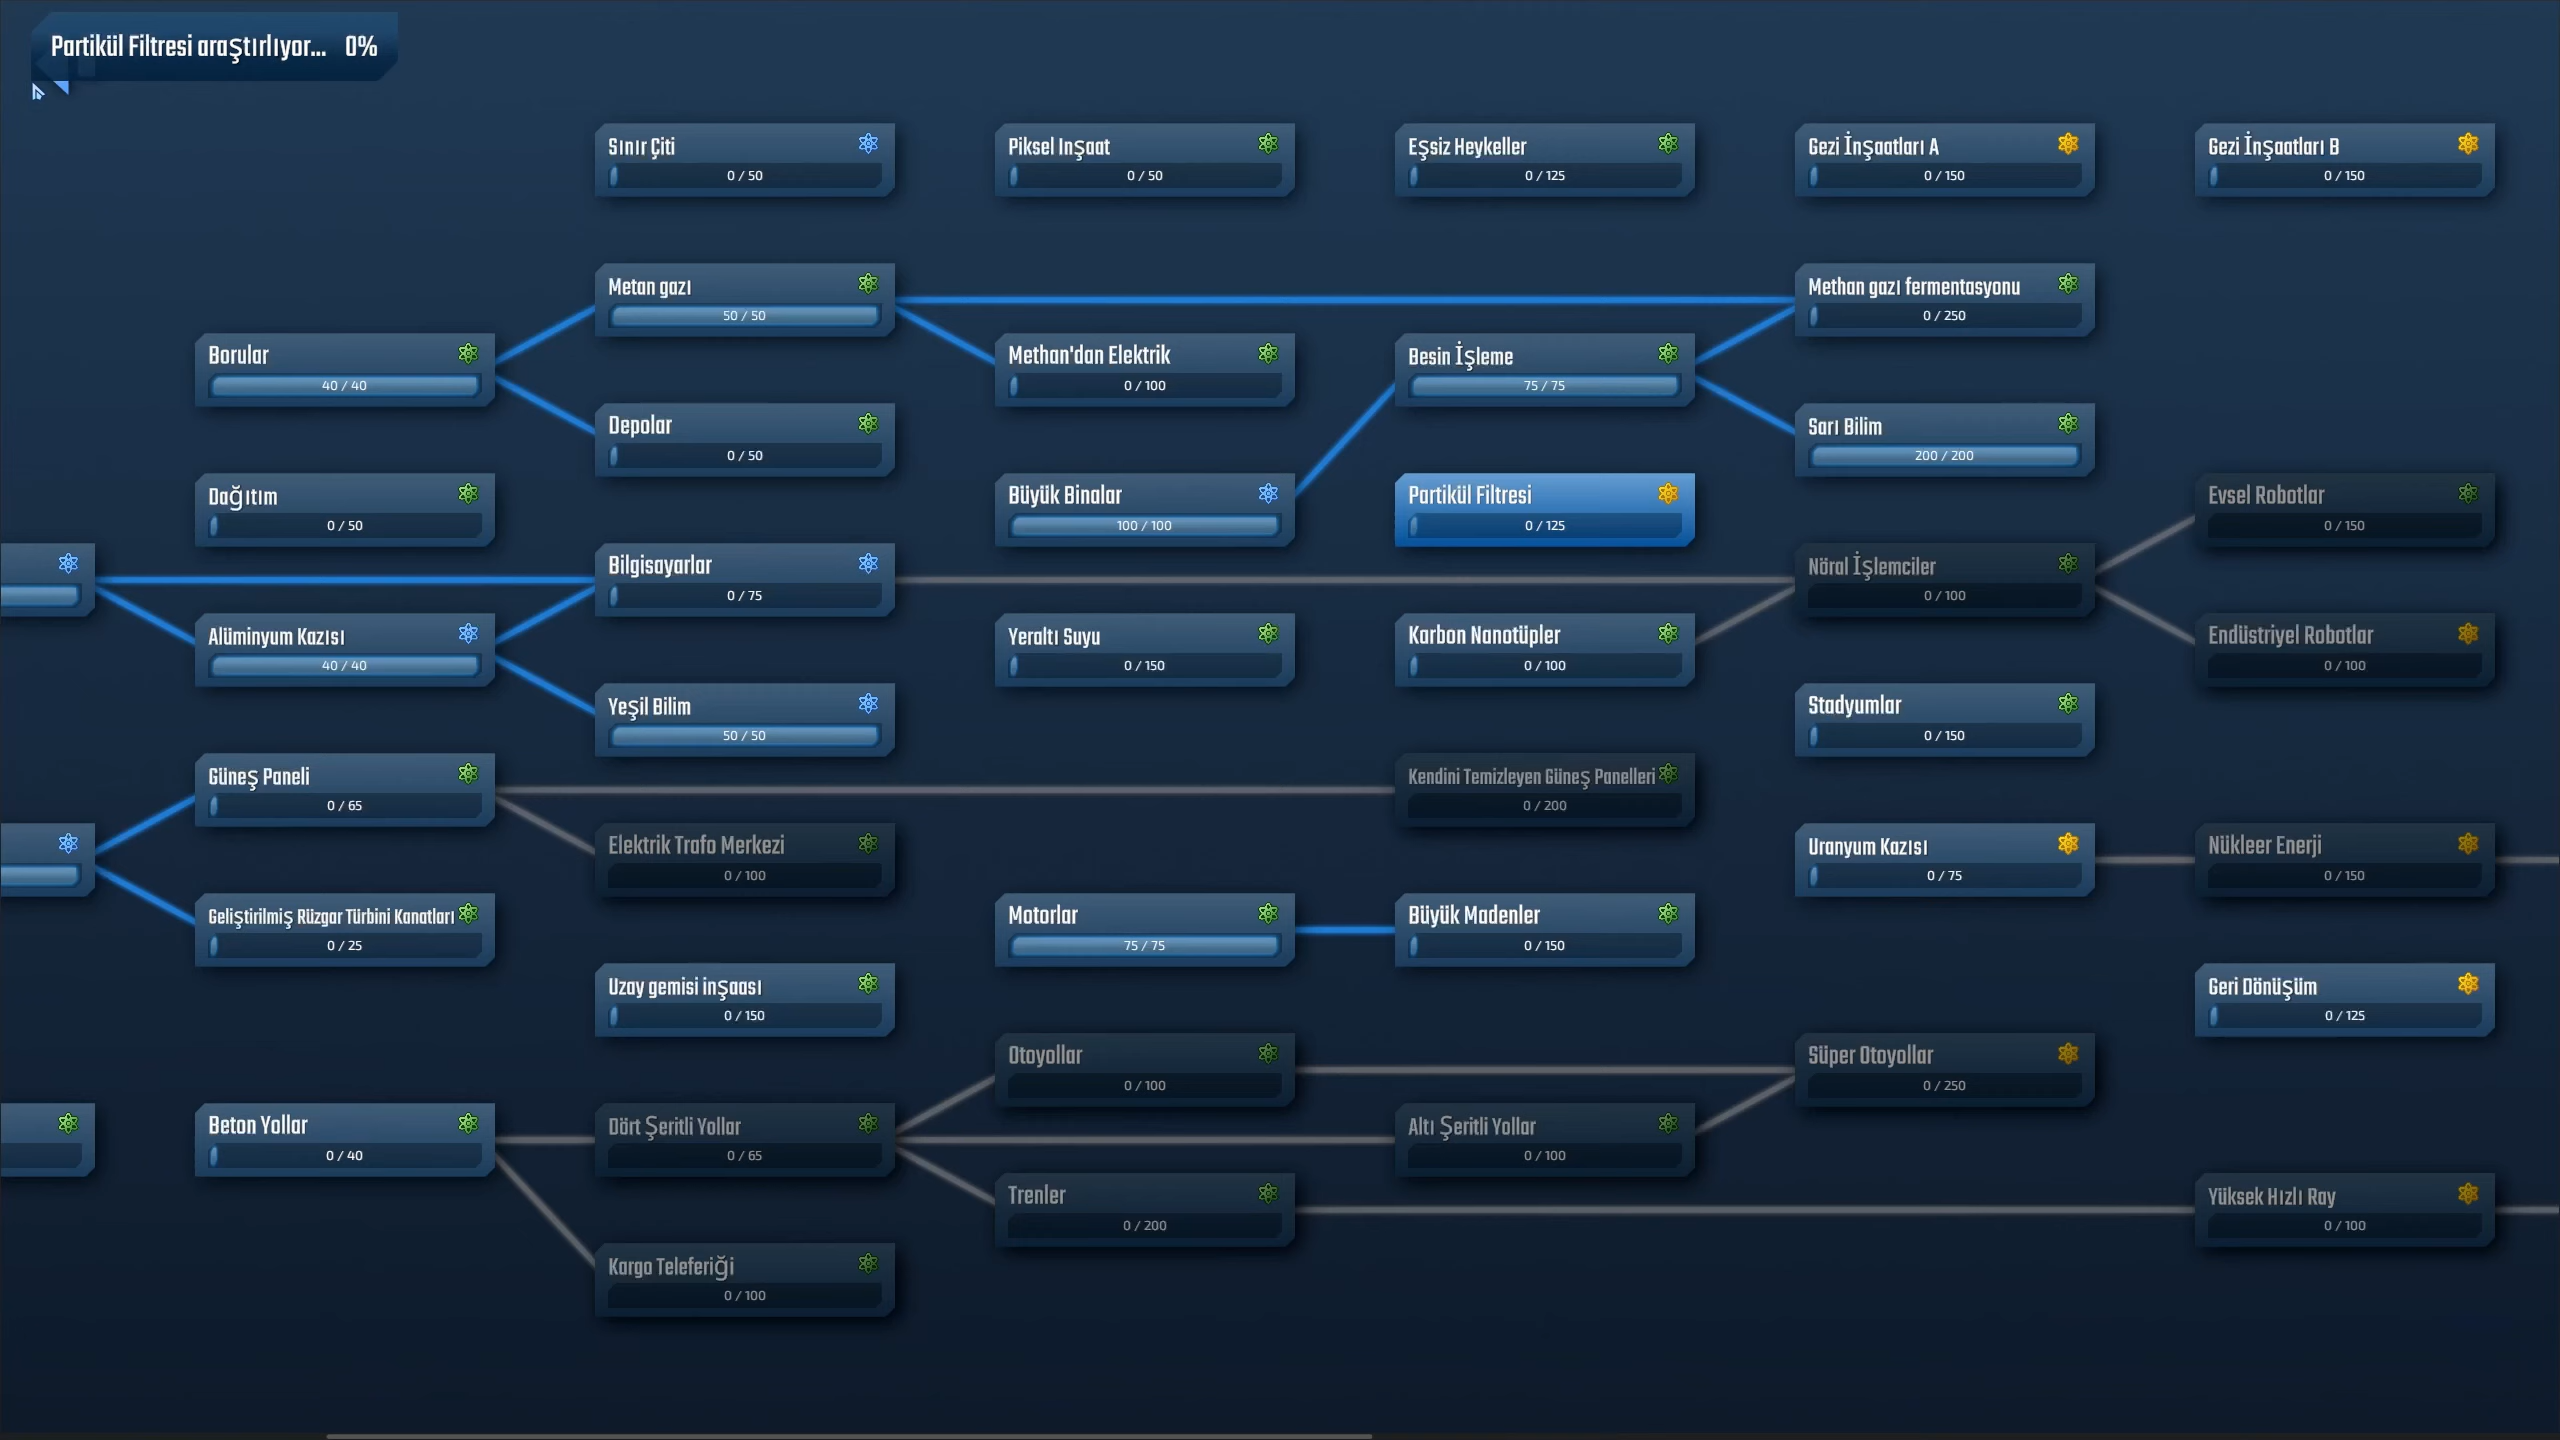 Partikül Filtresi araştırlıyor... 0%
Sınır Çiti
0 / 50
Piksel Inşaat
0 / 50
Eşsiz Heykeller
0 / 125
Gezi İnşaatları A
0 / 150
Gezi İnşaatları B
0 / 150
Metan gazı
50 / 50
Methan gazı fermentasyonu
0 / 250
Borular
40 / 40
Methan'dan Elektrik
0 / 100
Besin İşleme
75 / 75
Depolar
0 / 50
Sarı Bilim
200 / 200
Dağıtım
0 / 50
Büyük Binalar
100 / 100
Partikül Filtresi
0 / 125
Evsel Robotlar
0 / 150
Bilgisayarlar
0 / 75
Nöral İşlemciler
0 / 100
Alüminyum Kazısı
40 / 40
Yeraltı Suyu
0 / 150
Karbon Nanotüpler
0 / 100
Endüstriyel Robotlar
0 / 100
Yeşil Bilim
50 / 50
Stadyumlar
0 / 150
Güneş Paneli
0 / 65
Kendini Temizleyen Güneş Panelleri
0 / 200
Elektrik Trafo Merkezi
0 / 100
Uranyum Kazısı
0 / 75
Nükleer Enerji
0 / 150
Geliştirilmiş Rüzgar Türbini Kanatları
0 / 25
Motorlar
75 / 75
Büyük Madenler
0 / 150
Uzay gemisi inşaası
0 / 150
Geri Dönüşüm
0 / 125
Otoyollar
0 / 100
Süper Otoyollar
0 / 250
Beton Yollar
0 / 40
Dört Şeritli Yollar
0 / 65
Altı Şeritli Yollar
0 / 100
Trenler
0 / 200
Yüksek Hızlı Ray
0 / 100
Kargo Teleferiği
0 / 100